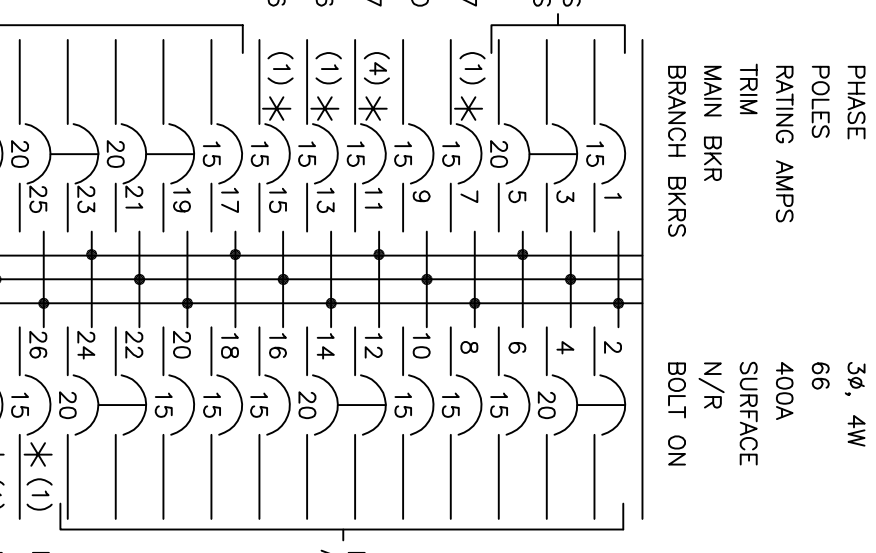 PHASE 3ø, 4W
POLES 66
RATING AMPS 400A
TRIM SURFACE
MAIN BKR N/R
BRANCH BKRS BOLT ON
15 1 2
3 4 20
20 5 6 15
(1) * 15 7 8 15
15 9 10 15
(4) * 15 11 12
(1) * 15 13 14 20
(1) * 15 15 16 15
15 17 18 15
19 20 15
20 21 22
23 24 20
20 25 26 15 * (1)